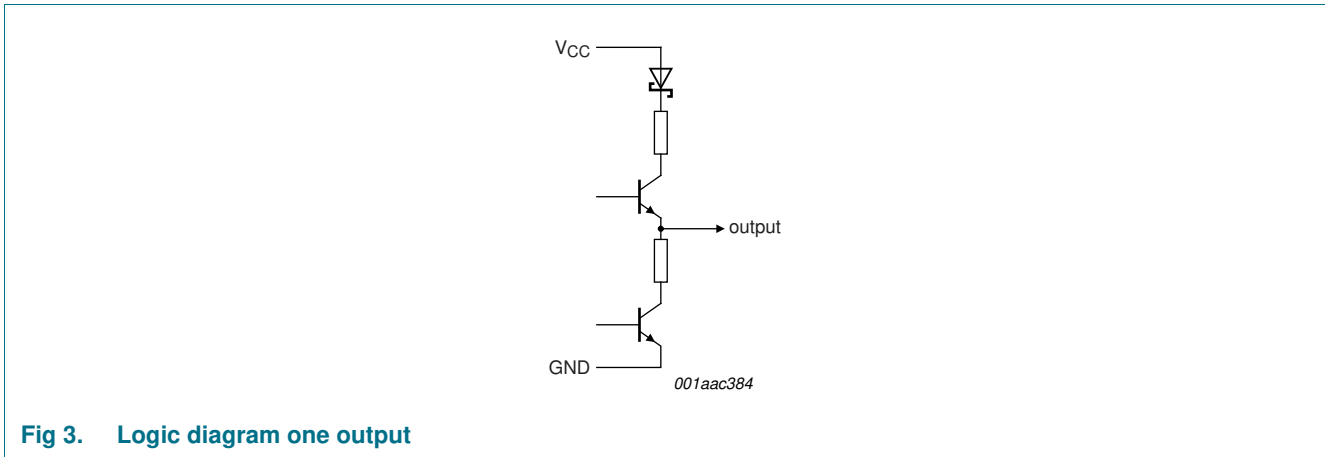 VCC
output
GND
001aac384
Fig 3. Logic diagram one output